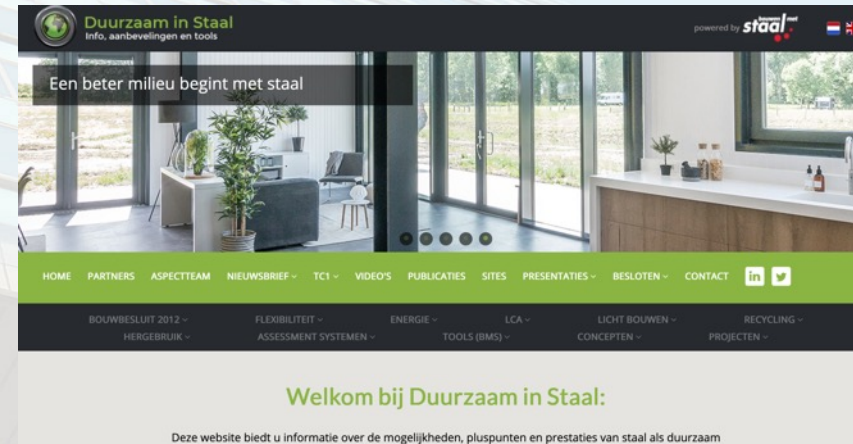 Duurzaam in Staal
Info, aanbevelingen en tools
powered by bouwen met staal
Een beter milieu begint met staal
HOME PARTNERS ASPECTTEAM NIEUWSBRIEF TC1 VIDEO'S PUBLICATIES SITES PRESENTATIES BESLOTEN CONTACT in
BOUWBESLUIT 2012 FLEXIBILITEIT ENERGIE LCA LICHT BOUWEN RECYCLING
HERGEBRUIK ASSESSMENT SYSTEMEN TOOLS (BMS) CONCEPTEN PROJECTEN
Welkom bij Duurzaam in Staal:
Deze website biedt u informatie over de mogelijkheden, pluspunten en prestaties van staal als duurzaam